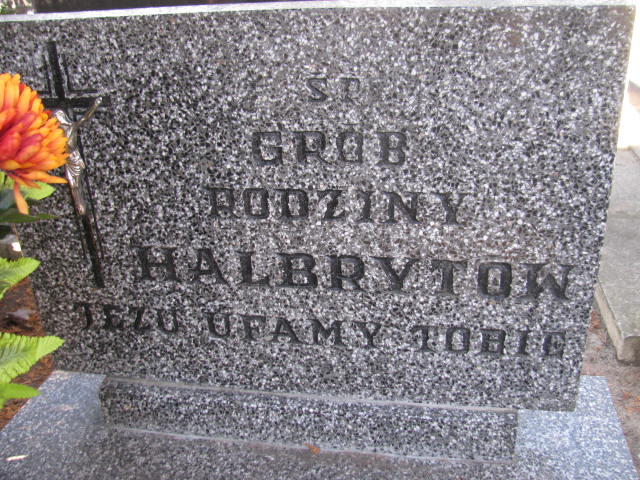 ŚP.
GRÓB
RODZINY
HALBRYTÓW
JEZU UFAMY TOBIE